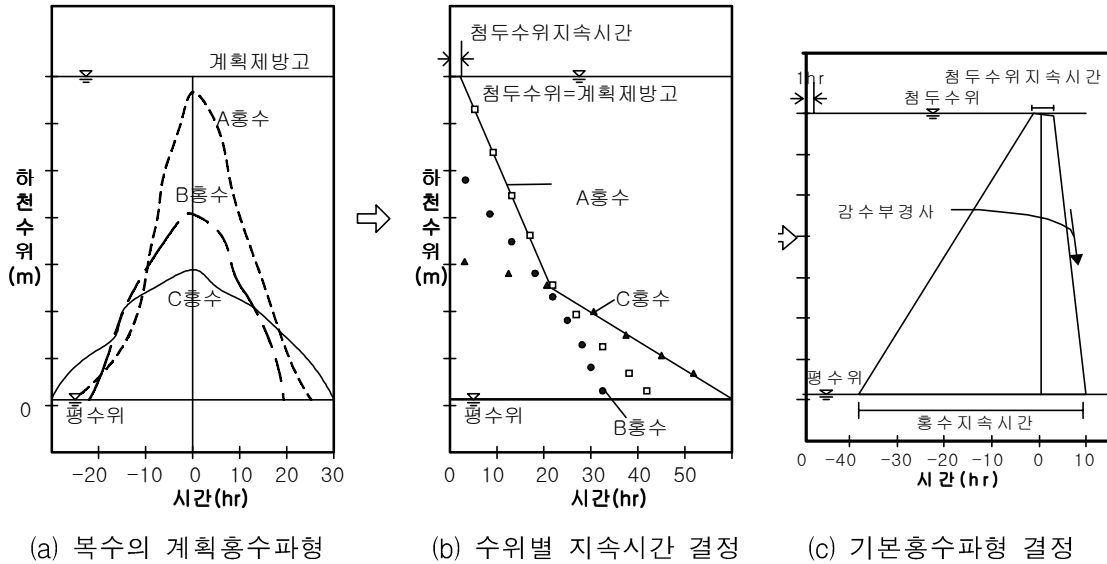 계획제방고
A홍수
B홍수
C홍수
하천수위(m)
0
평수위
-20 -10 0 10 20 30
시간(hr)
(a) 복수의 계획홍수파형
첨두수위지속시간
첨두수위=계획제방고
A홍수
C홍수
B홍수
하천수위(m)
평수위
0 10 20 30 40 50
시간(hr)
(b) 수위별 지속시간 결정
1hr
첨두수위지속시간
첨두수위
감수부경사
평수위
홍수지속시간
0 -40 -30 -20 -10 0 10
시간(hr)
(c) 기본홍수파형 결정